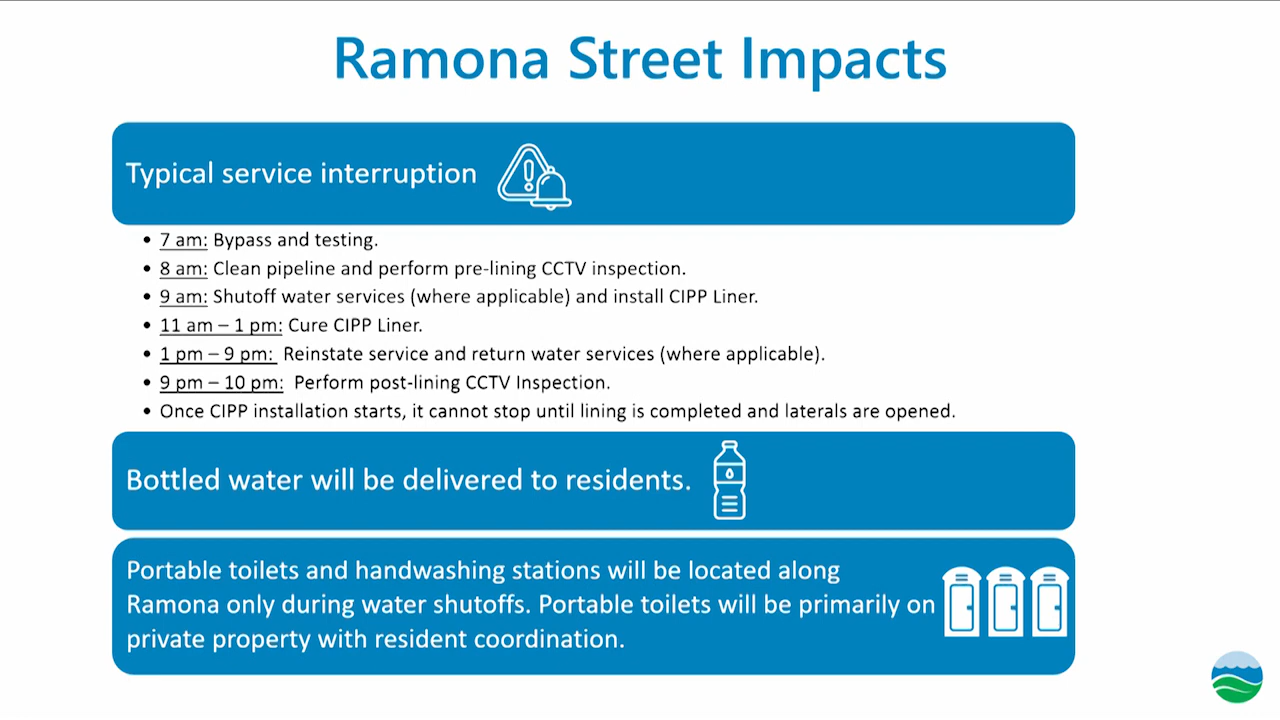 Ramona Street Impacts
Typical service interruption
• 7 am: Bypass and testing.
• 8 am: Clean pipeline and perform pre-lining CCTV inspection.
• 9 am: Shutoff water services (where applicable) and install CIPP Liner.
• 11 am – 1 pm: Cure CIPP Liner.
• 1 pm – 9 pm: Reinstate service and return water services (where applicable).
• 9 pm – 10 pm: Perform post-lining CCTV Inspection.
• Once CIPP installation starts, it cannot stop until lining is completed and laterals are opened.
Bottled water will be delivered to residents.
Portable toilets and handwashing stations will be located along
Ramona only during water shutoffs. Portable toilets will be primarily on
private property with resident coordination.